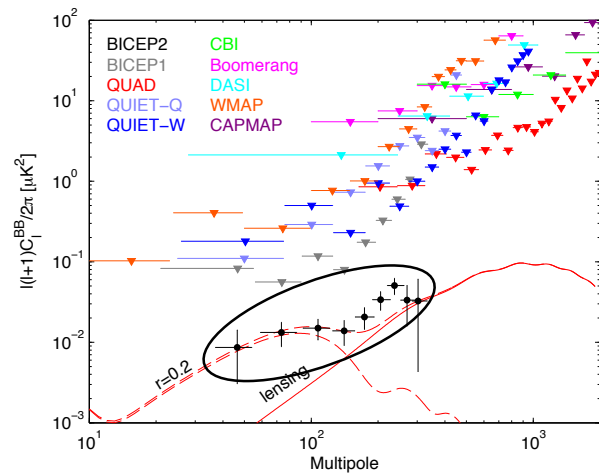 l(l+1)C_l^BB/2π [μK²]
10²
10¹
10⁰
10⁻¹
10⁻²
10⁻³
BICEP2
BICEP1
QUAD
QUIET−Q
QUIET−W
CBI
Boomerang
DASI
WMAP
CAPMAP
r=0.2
lensing
10¹ 10² 10³
Multipole